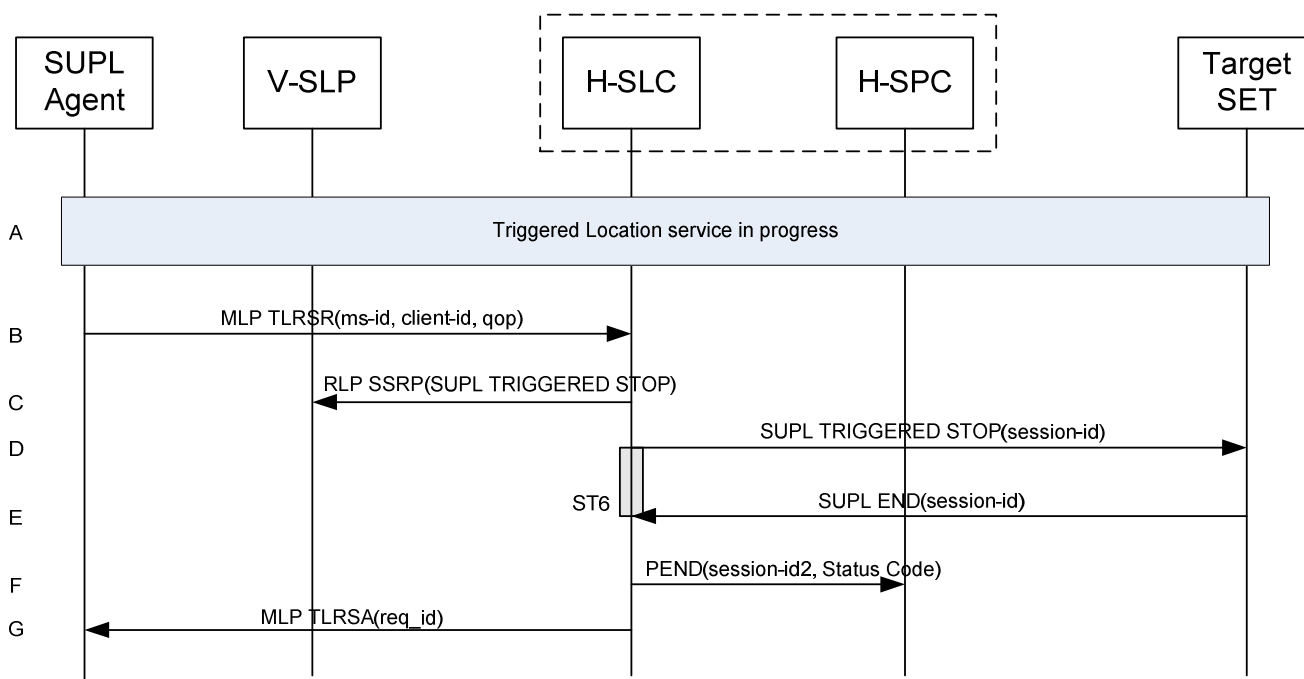 SUPL
Agent
V-SLP
H-SLC
H-SPC
Target
SET
A
Triggered Location service in progress
B
MLP TLRSR(ms-id, client-id, qop)
C
RLP SSRP(SUPL TRIGGERED STOP)
D
SUPL TRIGGERED STOP(session-id)
ST6
E
SUPL END(session-id)
F
PEND(session-id2, Status Code)
G
MLP TLRSA(req_id)